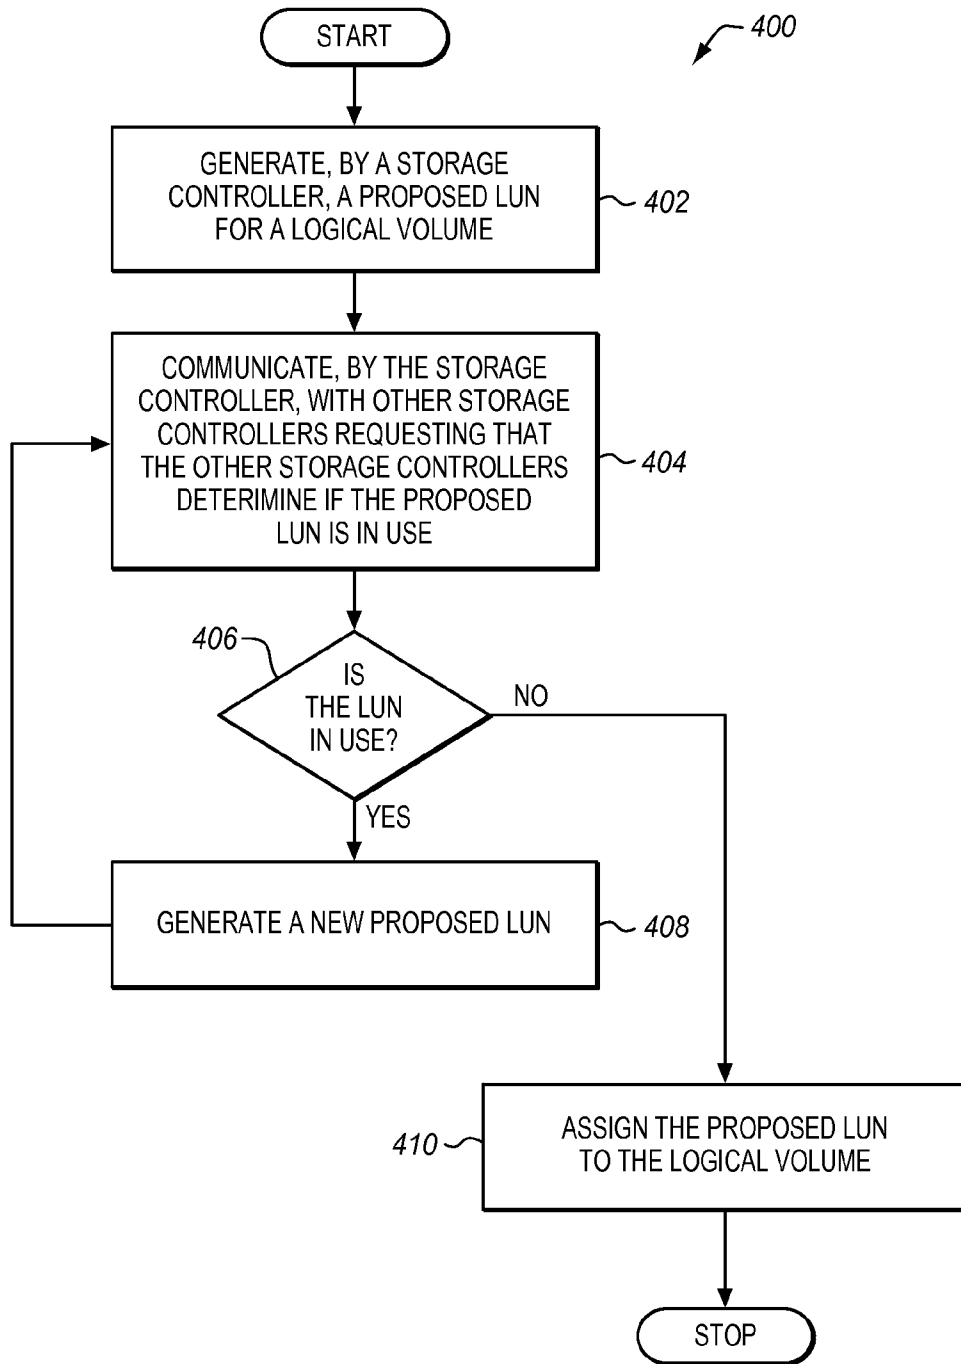 START
400
GENERATE, BY A STORAGE
CONTROLLER, A PROPOSED LUN
FOR A LOGICAL VOLUME
402
COMMUNICATE, BY THE STORAGE
CONTROLLER, WITH OTHER STORAGE
CONTROLLERS REQUESTING THAT
THE OTHER STORAGE CONTROLLERS
DETERIMINE IF THE PROPOSED
LUN IS IN USE
404
406
IS
THE LUN
IN USE?
NO
YES
GENERATE A NEW PROPOSED LUN
408
410
ASSIGN THE PROPOSED LUN
TO THE LOGICAL VOLUME
STOP